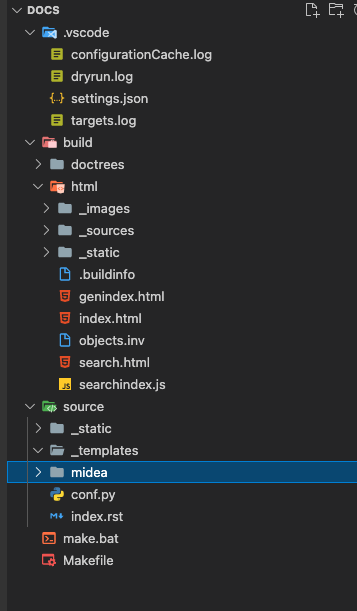 DOCS
.vscode
configurationCache.log
dryrun.log
settings.json
targets.log
build
doctrees
html
_images
_sources
_static
.buildinfo
genindex.html
index.html
objects.inv
search.html
searchindex.js
source
_static
_templates
midea
conf.py
index.rst
make.bat
Makefile